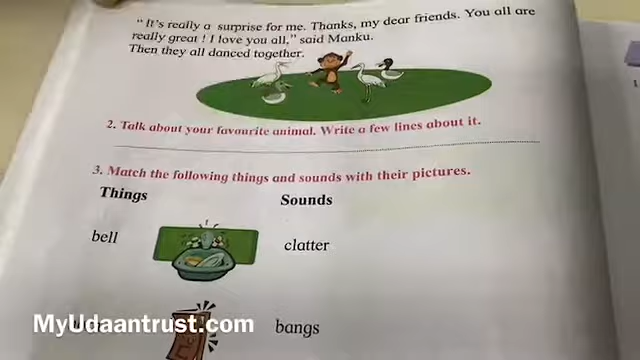 “ It's really a surprise for me. Thanks, my dear friends. You all are
really great ! I love you all,” said Manku.
Then they all danced together.
2. Talk about your favourite animal. Write a few lines about it.
3. Match the following things and sounds with their pictures.
Things Sounds
bell clatter
bangs
MyUdaantrust.com
1